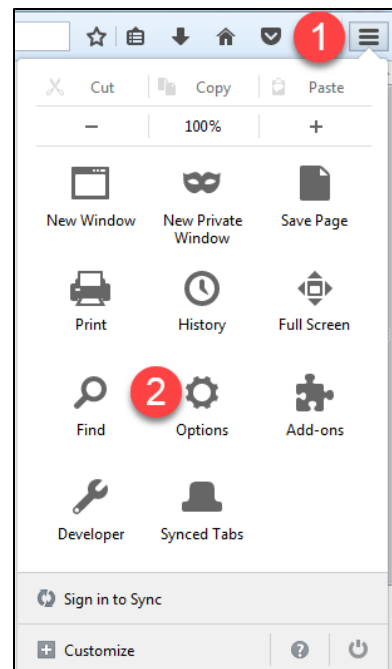 1
Cut Copy Paste
− 100% +
New Window New Private Window Save Page
Print History Full Screen
2
Find Options Add-ons
Developer Synced Tabs
Sign in to Sync
Customize ?